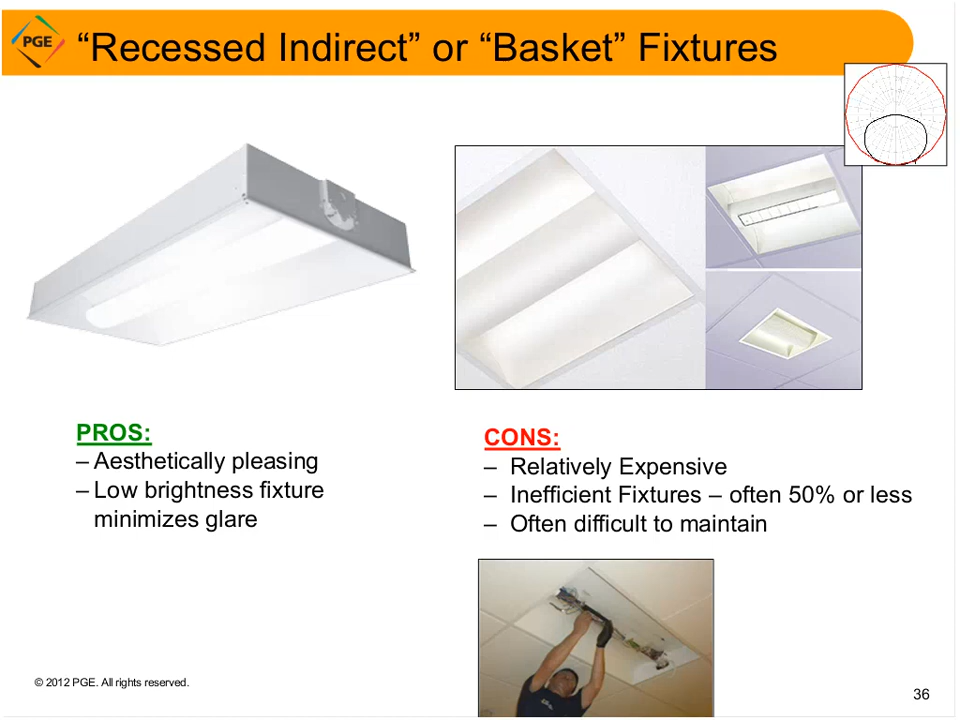 PGE
“Recessed Indirect” or “Basket” Fixtures
PROS:
– Aesthetically pleasing
– Low brightness fixture
minimizes glare
CONS:
– Relatively Expensive
– Inefficient Fixtures – often 50% or less
– Often difficult to maintain
© 2012 PGE. All rights reserved.
36